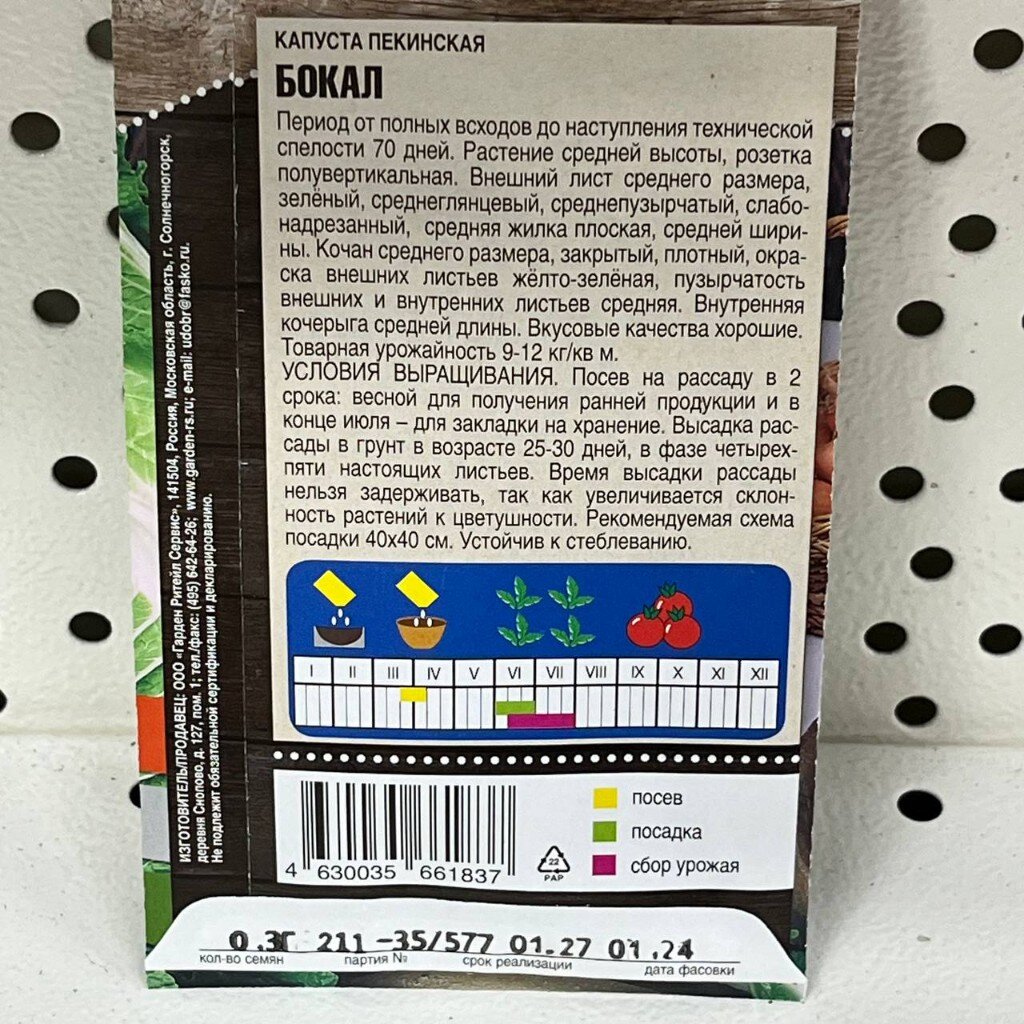 КАПУСТА ПЕКИНСКАЯ
БОКАЛ
Период от полных всходов до наступления технической
спелости 70 дней. Растение средней высоты, розетка
полувертикальная. Внешний лист среднего размера,
зелёный, среднеглянцевый, среднепузырчатый, слабо-
надрезанный, средняя жилка плоская, средней шири-
ны. Кочан среднего размера, закрытый, плотный, окра-
ска внешних листьев жёлто-зелёная, пузырчатость
внешних и внутренних листьев средняя. Внутренняя
кочерыга средней длины. Вкусовые качества хорошие.
Товарная урожайность 9-12 кг/кв м.
УСЛОВИЯ ВЫРАЩИВАНИЯ. Посев на рассаду в 2
срока: весной для получения ранней продукции и в
конце июля – для закладки на хранение. Высадка рас-
сады в грунт в возрасте 25-30 дней, в фазе четырех-
пяти настоящих листьев. Время высадки рассады
нельзя задерживать, так как увеличивается склон-
ность растений к цветушности. Рекомендуемая схема
посадки 40х40 см. Устойчив к стеблеванию.
I II III IV V VI VII VIII IX X XI XII
посев
посадка
сбор урожая
4 630035 661837
22
PAP
0,3Г 211 -35/577 01.27 01.24
кол-во семян партия № срок реализации дата фасовки
ИЗГОТОВИТЕЛЬ/ПРОДАВЕЦ: ООО «Гарден Ритейл Сервис», 141504, Россия, Московская область, г. Солнечногорск,
деревня Снопово, д. 127, пом. 1; тел./факс: (495) 642-64-26; www.garden-rs.ru; e-mail: udobr@fasko.ru.
Не подлежит обязательной сертификации и декларированию.